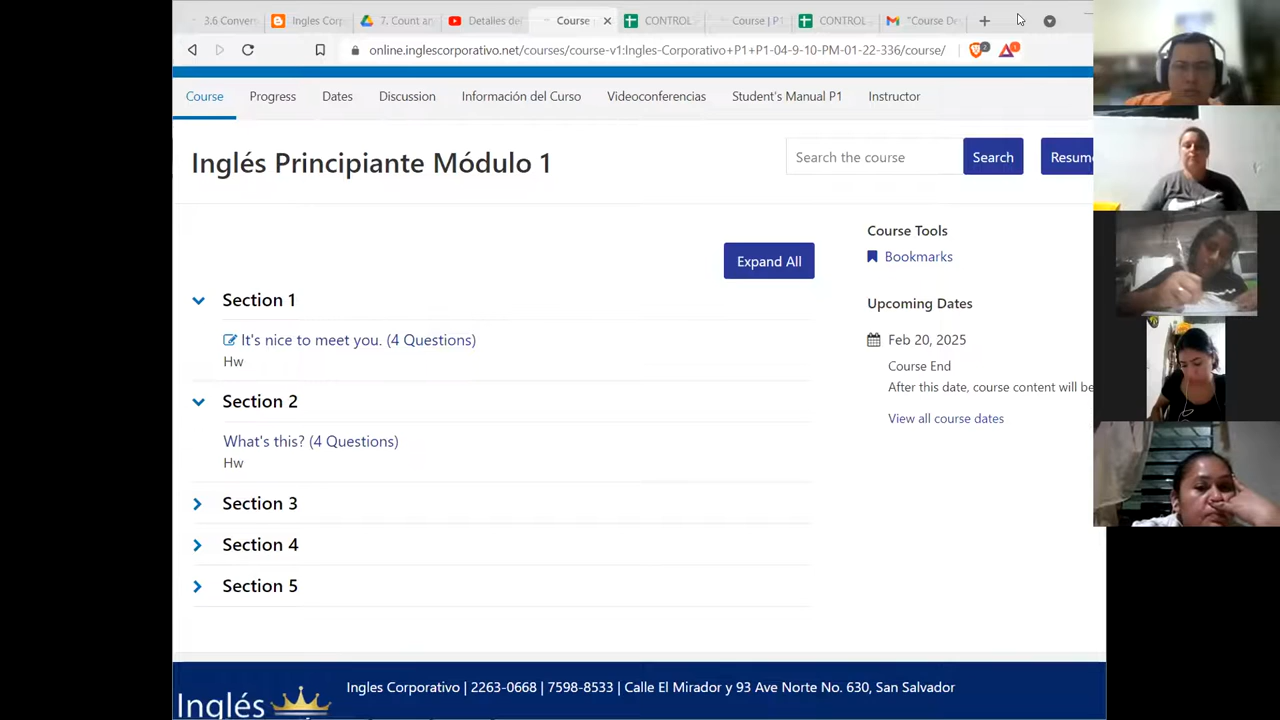 3.6 Conver
Ingles Corp
7. Count an
Detalles de
Course
CONTROL
Course | P1
CONTROL
"Course De
online.inglescorporativo.net/courses/course-v1:Ingles-Corporativo+P1+P1-04-9-10-PM-01-22-336/course/
2
1
Course
Progress
Dates
Discussion
Información del Curso
Videoconferencias
Student's Manual P1
Instructor
Inglés Principiante Módulo 1
Search the course
Search
Resum
Expand All
Section 1
It's nice to meet you. (4 Questions)
Hw
Section 2
What's this? (4 Questions)
Hw
Section 3
Section 4
Section 5
Course Tools
Bookmarks
Upcoming Dates
Feb 20, 2025
Course End
After this date, course content will be
View all course dates
Inglés
Ingles Corporativo | 2263-0668 | 7598-8533 | Calle El Mirador y 93 Ave Norte No. 630, San Salvador